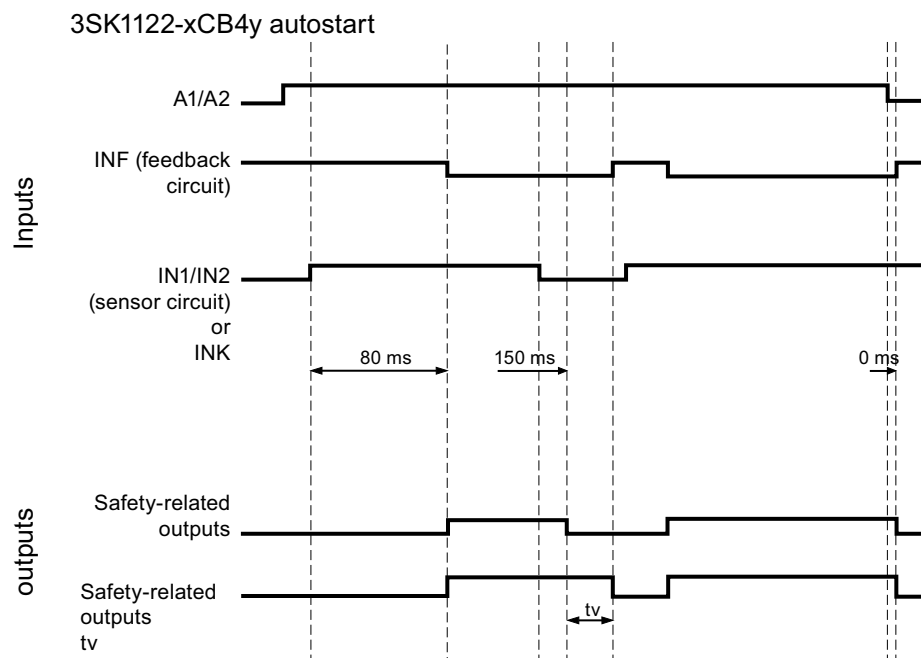 3SK1122-xCB4y autostart
Inputs
A1/A2
INF (feedback
circuit)
IN1/IN2
(sensor circuit)
or
INK
80 ms
150 ms
0 ms
outputs
Safety-related
outputs
Safety-related
outputs
tv
tv